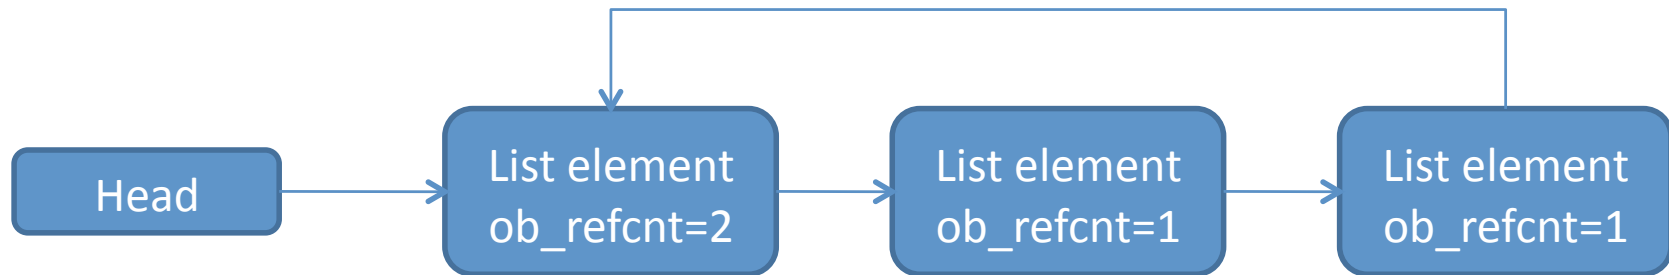 Head
List element
ob_refcnt=2
List element
ob_refcnt=1
List element
ob_refcnt=1